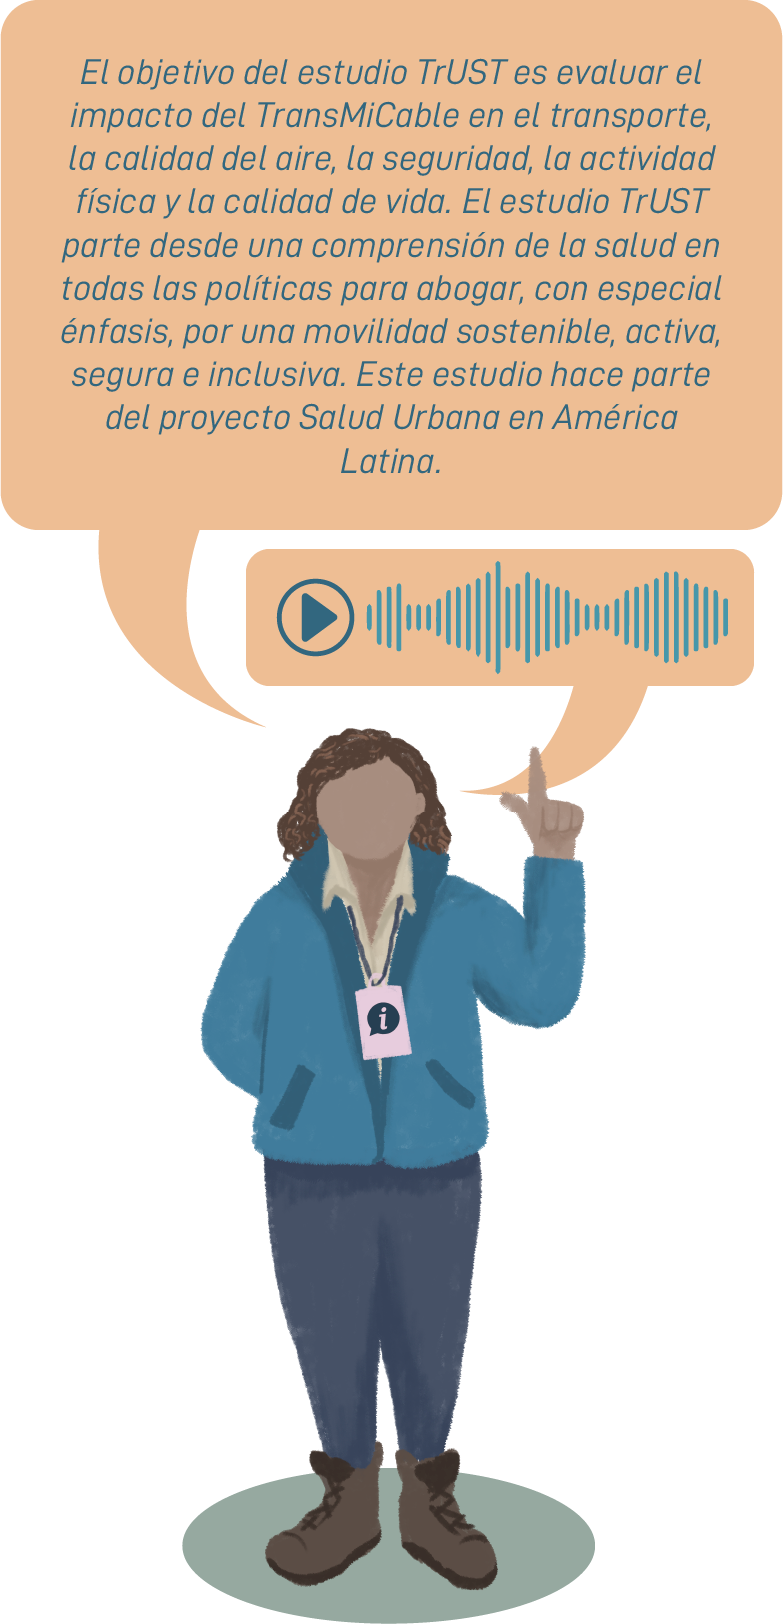 El objetivo del estudio TrUST es evaluar el
impacto del TransMiCable en el transporte,
la calidad del aire, la seguridad, la actividad
física y la calidad de vida. El estudio TrUST
parte desde una comprensión de la salud en
todas las políticas para abogar, con especial
énfasis, por una movilidad sostenible, activa,
segura e inclusiva. Este estudio hace parte
del proyecto Salud Urbana en América
Latina.
i